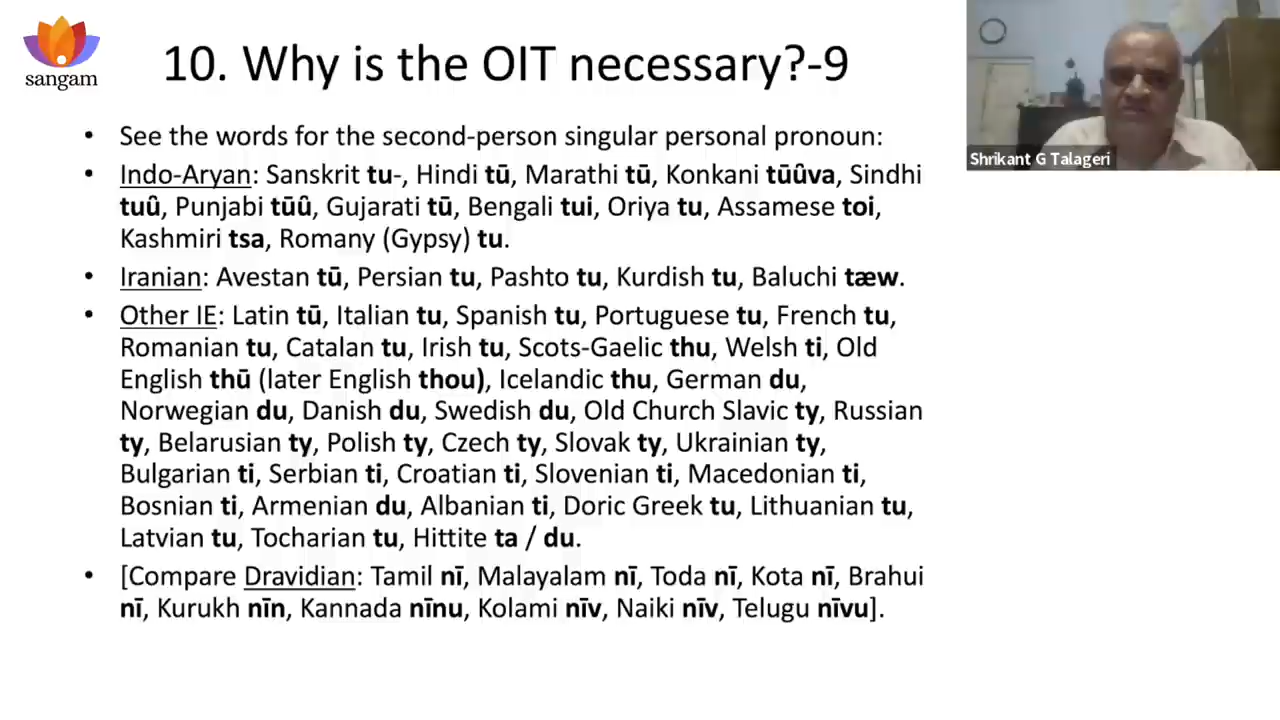 sangam
10. Why is the OIT necessary?-9
Shrikant G Talageri
• See the words for the second-person singular personal pronoun:
• Indo-Aryan: Sanskrit tu-, Hindi tū, Marathi tū, Konkani tūûva, Sindhi
tuû, Punjabi tūû, Gujarati tū, Bengali tui, Oriya tu, Assamese toi,
Kashmiri tsa, Romany (Gypsy) tu.
• Iranian: Avestan tū, Persian tu, Pashto tu, Kurdish tu, Baluchi tæw.
• Other IE: Latin tū, Italian tu, Spanish tu, Portuguese tu, French tu,
Romanian tu, Catalan tu, Irish tu, Scots-Gaelic thu, Welsh ti, Old
English thū (later English thou), Icelandic thu, German du,
Norwegian du, Danish du, Swedish du, Old Church Slavic ty, Russian
ty, Belarusian ty, Polish ty, Czech ty, Slovak ty, Ukrainian ty,
Bulgarian ti, Serbian ti, Croatian ti, Slovenian ti, Macedonian ti,
Bosnian ti, Armenian du, Albanian ti, Doric Greek tu, Lithuanian tu,
Latvian tu, Tocharian tu, Hittite ta / du.
• [Compare Dravidian: Tamil nī, Malayalam nī, Toda nī, Kota nī, Brahui
nī, Kurukh nīn, Kannada nīnu, Kolami nīv, Naiki nīv, Telugu nīvu].